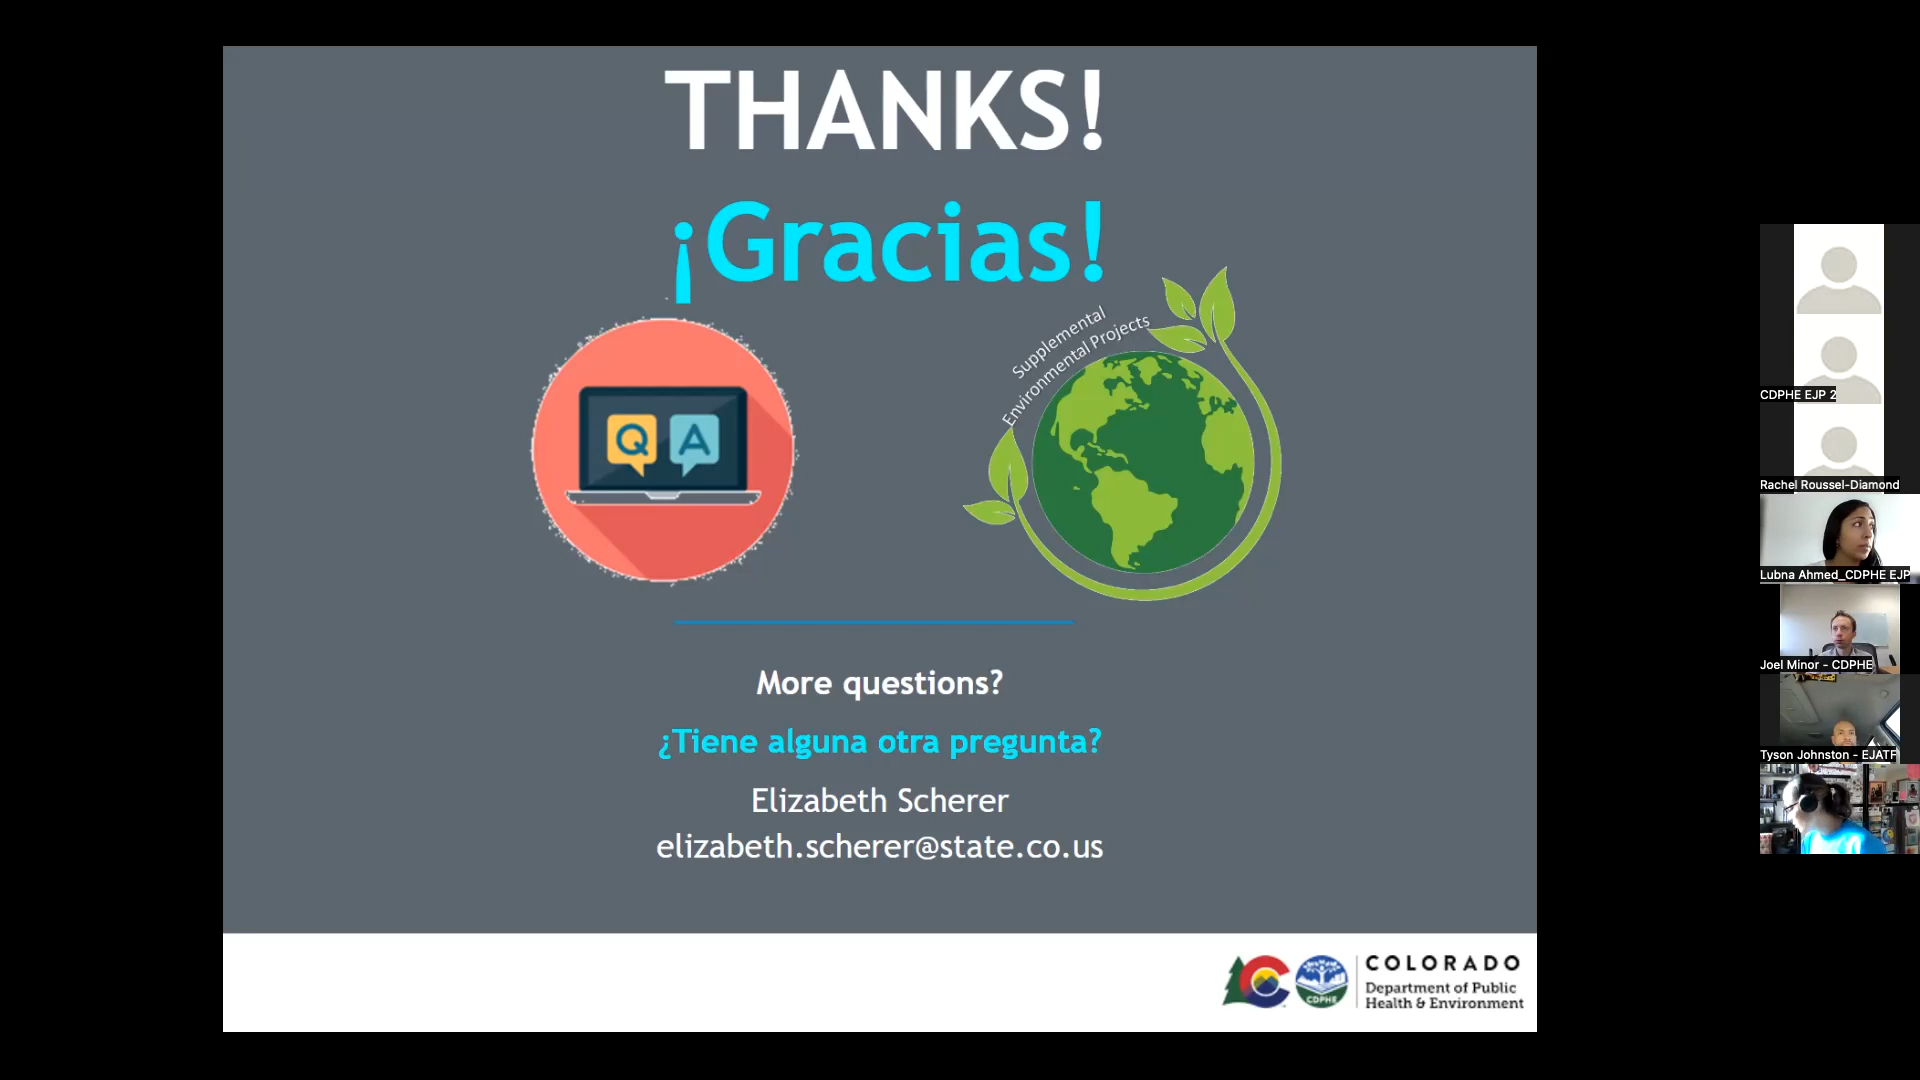 THANKS!
¡Gracias!
Supplemental
Environmental Projects
Q A
More questions?
¿Tiene alguna otra pregunta?
Elizabeth Scherer
elizabeth.scherer@state.co.us
C
CDPHE
COLORADO
Department of Public
Health & Environment
CDPHE EJP 2
Rachel Roussel-Diamond
Lubna Ahmed_CDPHE EJP
Joel Minor - CDPHE
Tyson Johnston - EJATF